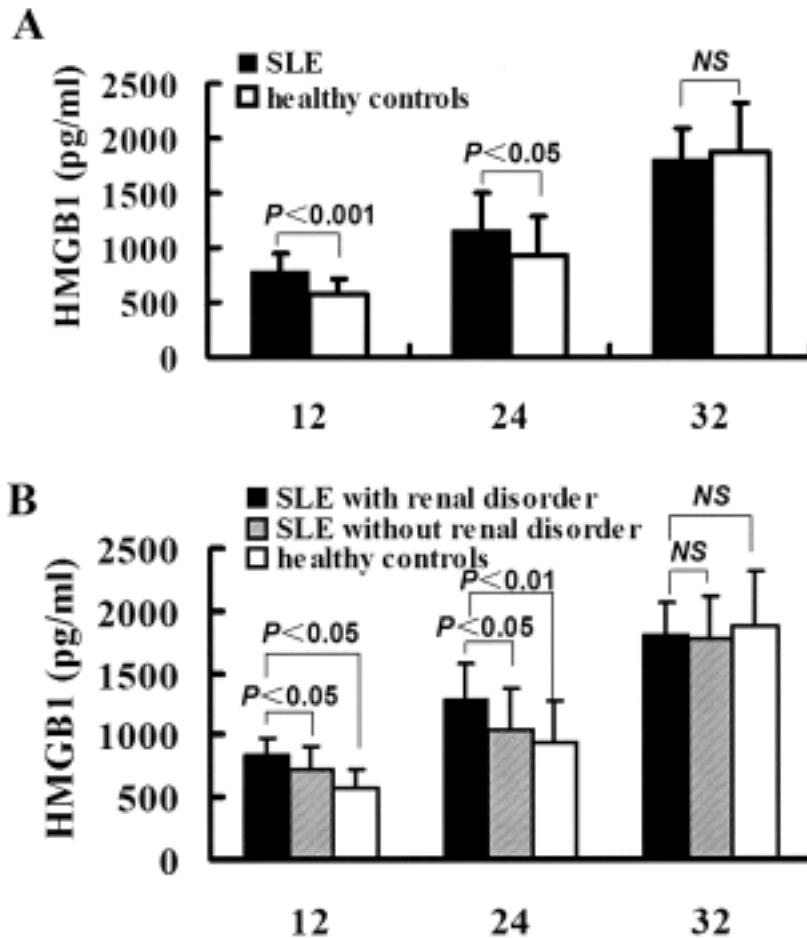 A
SLE
healthy controls
HMGB1 (pg/ml)
2500
2000
1500
1000
500
0
P<0.001
P<0.05
NS
12 24 32
B
SLE with renal disorder
SLE without renal disorder
healthy controls
HMGB1 (pg/ml)
2500
2000
1500
1000
500
0
P<0.05
P<0.05
P<0.01
P<0.05
NS
NS
12 24 32